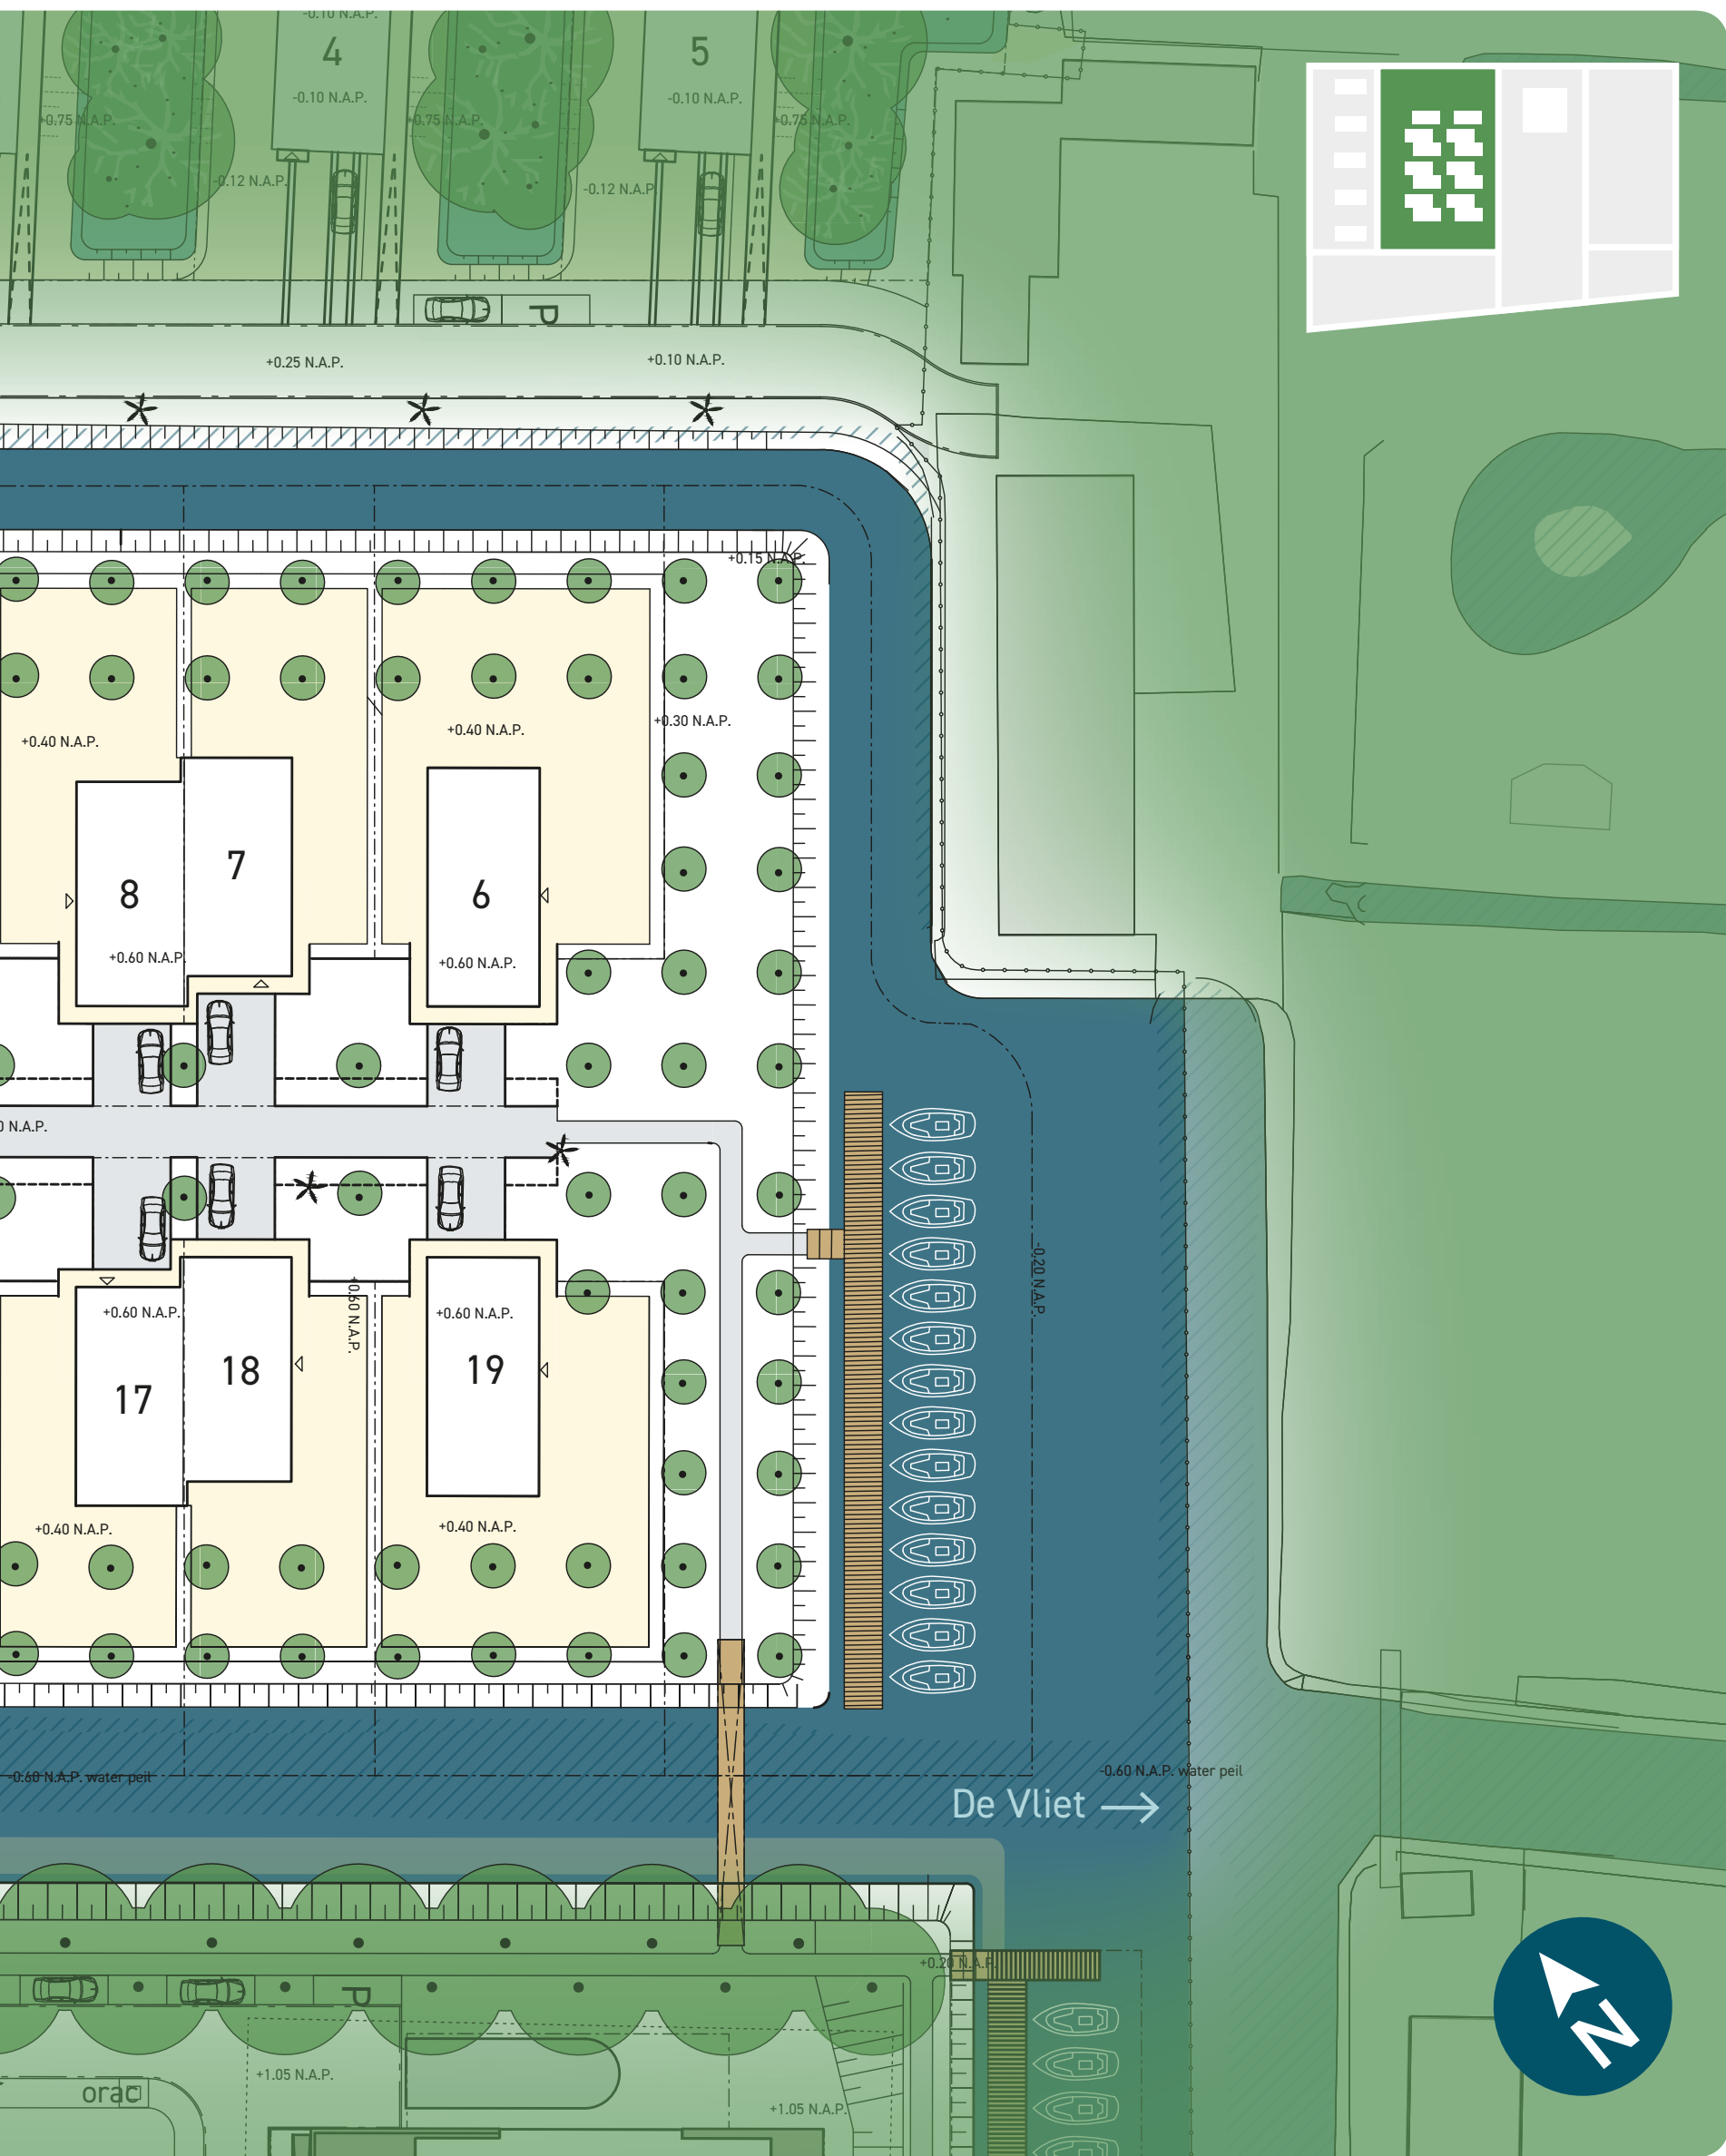 -0.10 N.A.P.
4
5
-0.10 N.A.P.
-0.10 N.A.P.
+0.75 N.A.P.
+0.75 N.A.P.
+0.75 N.A.P.
-0.12 N.A.P.
-0.12 N.A.P.
P
+0.25 N.A.P.
+0.10 N.A.P.
+0.15 N.A.P.
+0.30 N.A.P.
+0.40 N.A.P.
+0.40 N.A.P.
7
8
6
+0.60 N.A.P.
+0.60 N.A.P.
0 N.A.P.
-0.20 N.A.P.
+0.60 N.A.P.
+0.60 N.A.P.
+0.60 N.A.P.
18
19
17
+0.40 N.A.P.
+0.40 N.A.P.
-0.60 N.A.P. water peil
-0.60 N.A.P. water peil
De Vliet
+0.20 N.A.P.
P
N
+1.05 N.A.P.
orac
+1.05 N.A.P.